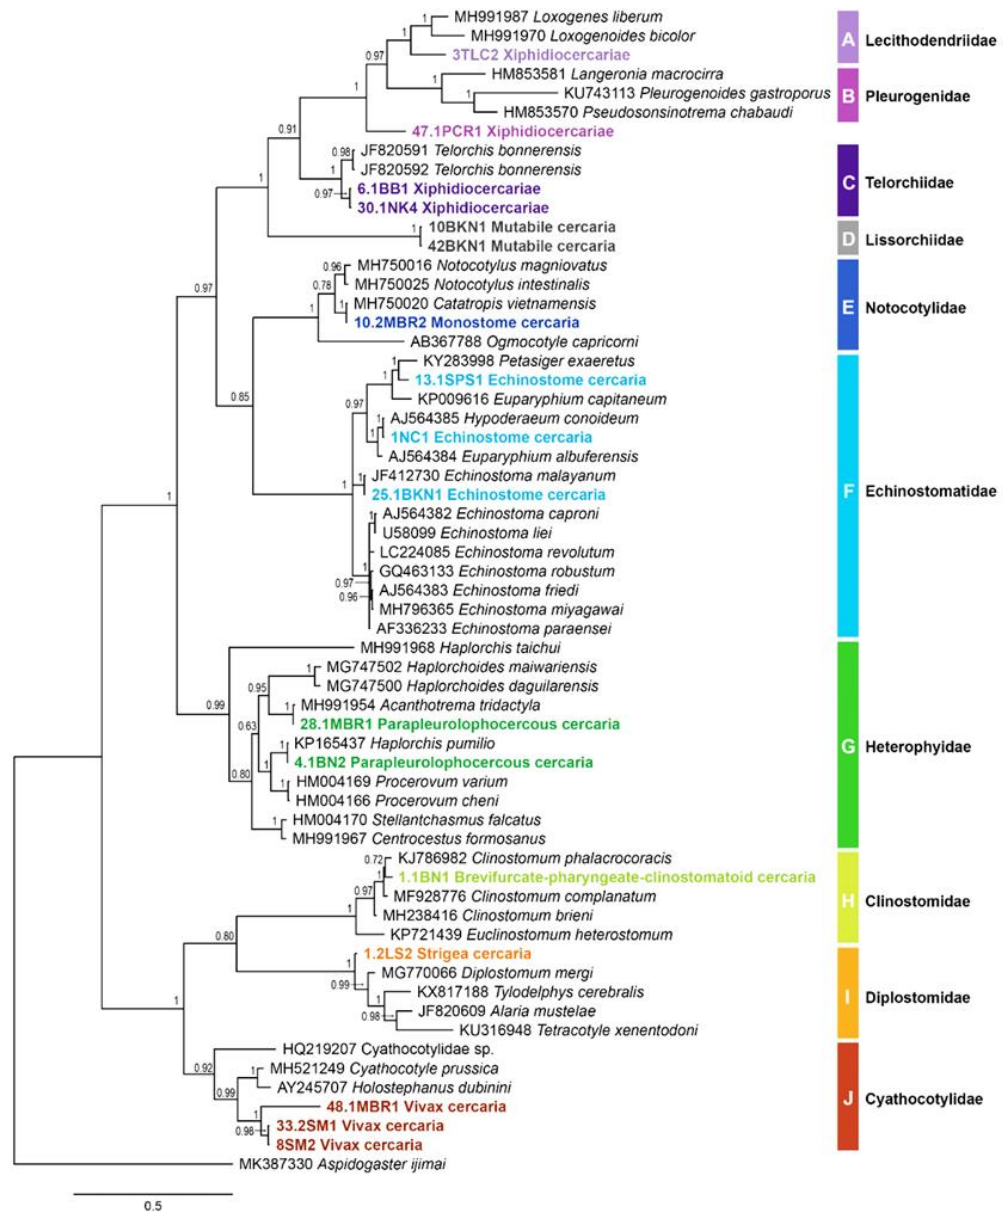 MH991987 Loxogenes liberum
MH991970 Loxogenoides bicolor
3TLC2 Xiphidiocercariae
A Lecithodendriidae
HM853581 Langeronia macrocirra
KU743113 Pleurogenoides gastroporus
HM853570 Pseudosonsinotrema chabaudi
47.1PCR1 Xiphidiocercariae
B Pleurogenidae
JF820591 Telorchis bonnerensis
JF820592 Telorchis bonnerensis
6.1BB1 Xiphidiocercariae
30.1NK4 Xiphidiocercariae
C Telorchiidae
10BKN1 Mutabile cercaria
42BKN1 Mutabile cercaria
D Lissorchiidae
MH750016 Notocotylus magniovatus
MH750025 Notocotylus intestinalis
MH750020 Catatropis vietnamensis
10.2MBR2 Monostome cercaria
AB367788 Ogmocotyle capricorni
E Notocotylidae
KY283998 Petasiger exaeretus
13.1SPS1 Echinostome cercaria
KP009616 Euparyphium capitaneum
AJ564385 Hypoderaeum conoideum
1NC1 Echinostome cercaria
AJ564384 Euparyphium albuferensis
JF412730 Echinostoma malayanum
25.1BKN1 Echinostome cercaria
AJ564382 Echinostoma caproni
U58099 Echinostoma liei
LC224085 Echinostoma revolutum
GQ463133 Echinostoma robustum
AJ564383 Echinostoma friedi
MH796365 Echinostoma miyagawai
AF336233 Echinostoma paraensei
F Echinostomatidae
MH991968 Haplorchis taichui
MG747502 Haplorchoides maiwariensis
MG747500 Haplorchoides daguilarensis
MH991954 Acanthotrema tridactyla
28.1MBR1 Parapleurolophocercous cercaria
KP165437 Haplorchis pumilio
4.1BN2 Parapleurolophocercous cercaria
HM004169 Procerovum varium
HM004166 Procerovum cheni
HM004170 Stellantchasmus falcatus
MH991967 Centrocestus formosanus
G Heterophyidae
KJ786982 Clinostomum phalacrocoracis
1.1BN1 Brevifurcate-pharyngeate-clinostomatoid cercaria
MF928776 Clinostomum complanatum
MH238416 Clinostomum brieni
KP721439 Euclinostomum heterostomum
H Clinostomidae
1.2LS2 Strigea cercaria
MG770066 Diplostomum mergi
KX817188 Tylodelphys cerebralis
JF820609 Alaria mustelae
KU316948 Tetracotyle xenentodoni
I Diplostomidae
HQ219207 Cyathocotylidae sp.
MH521249 Cyathocotyle prussica
AY245707 Holostephanus dubinini
48.1MBR1 Vivax cercaria
33.2SM1 Vivax cercaria
8SM2 Vivax cercaria
J Cyathocotylidae
MK387330 Aspidogaster ijimai
0.5
1
1
0.97
1
1
1
0.91
0.98
1
0.97
1
1
0.97
0.96
0.78
1
1
0.85
1
1
0.97
1
1
1
1
1
1
0.97
0.96
1
0.99
1
0.95
1
0.63
1
1
1
0.80
1
0.72
1
0.97
1
0.80
1
0.99
1
0.98
1
0.92
1
0.99
1
0.98